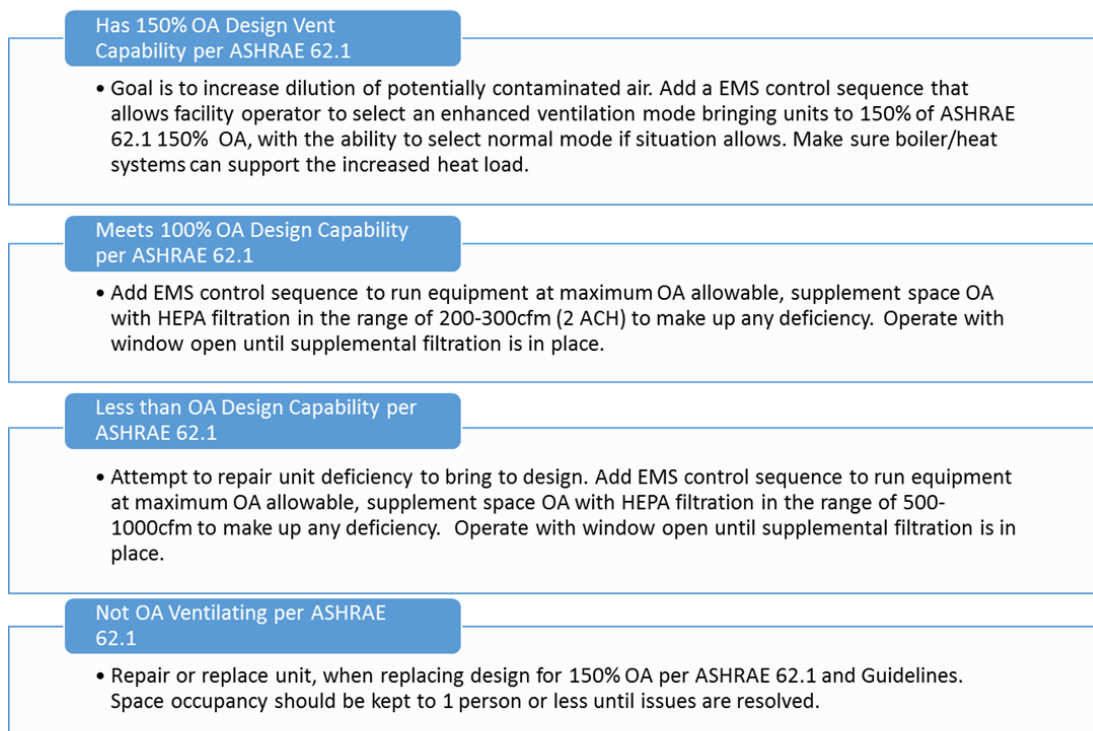 Has 150% OA Design Vent
Capability per ASHRAE 62.1
• Goal is to increase dilution of potentially contaminated air. Add a EMS control sequence that
allows facility operator to select an enhanced ventilation mode bringing units to 150% of ASHRAE
62.1 150% OA, with the ability to select normal mode if situation allows. Make sure boiler/heat
systems can support the increased heat load.
Meets 100% OA Design Capability
per ASHRAE 62.1
• Add EMS control sequence to run equipment at maximum OA allowable, supplement space OA
with HEPA filtration in the range of 200-300cfm (2 ACH) to make up any deficiency. Operate with
window open until supplemental filtration is in place.
Less than OA Design Capability per
ASHRAE 62.1
• Attempt to repair unit deficiency to bring to design. Add EMS control sequence to run equipment
at maximum OA allowable, supplement space OA with HEPA filtration in the range of 500-
1000cfm to make up any deficiency. Operate with window open until supplemental filtration is in
place.
Not OA Ventilating per ASHRAE
62.1
• Repair or replace unit, when replacing design for 150% OA per ASHRAE 62.1 and Guidelines.
Space occupancy should be kept to 1 person or less until issues are resolved.